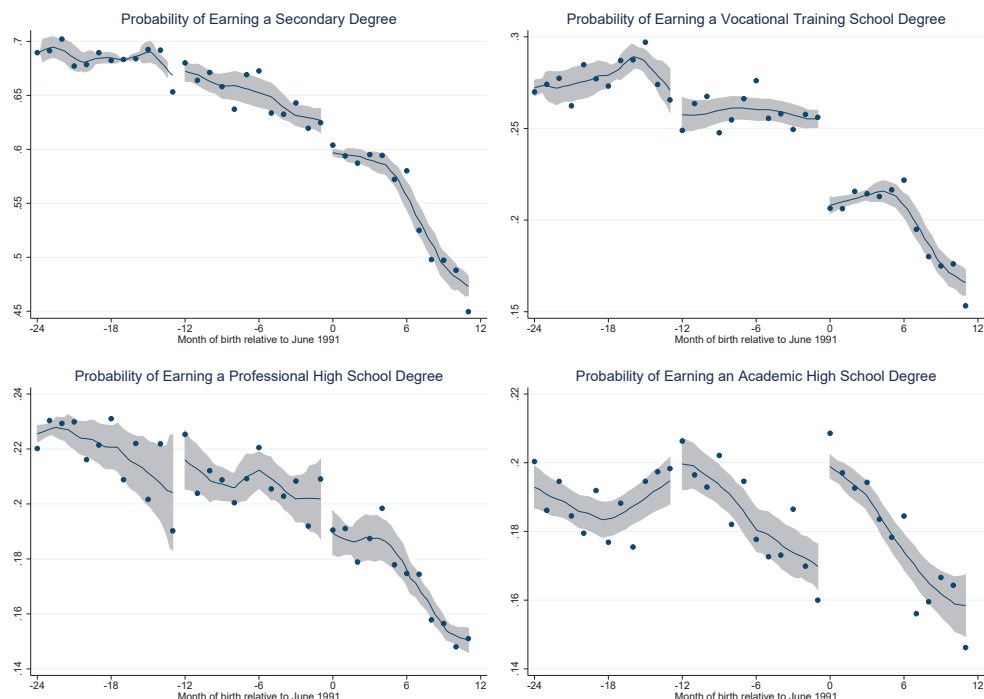 Probability of Earning a Secondary Degree
.7
.65
.6
.55
.5
.45
-24 -18 -12 -6 0 6 12
Month of birth relative to June 1991
Probability of Earning a Vocational Training School Degree
.3
.25
.2
.15
-24 -18 -12 -6 0 6 12
Month of birth relative to June 1991
Probability of Earning a Professional High School Degree
.24
.22
.2
.18
.16
.14
-24 -18 -12 -6 0 6 12
Month of birth relative to June 1991
Probability of Earning an Academic High School Degree
.22
.2
.18
.16
.14
-24 -18 -12 -6 0 6 12
Month of birth relative to June 1991